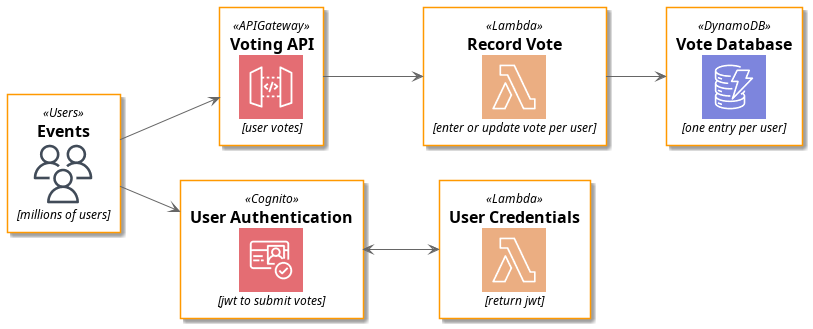 «Users»
Events
[millions of users]
«APIGateway»
Voting API
[user votes]
«Lambda»
Record Vote
[enter or update vote per user]
«DynamoDB»
Vote Database
[one entry per user]
«Cognito»
User Authentication
[jwt to submit votes]
«Lambda»
User Credentials
[return jwt]